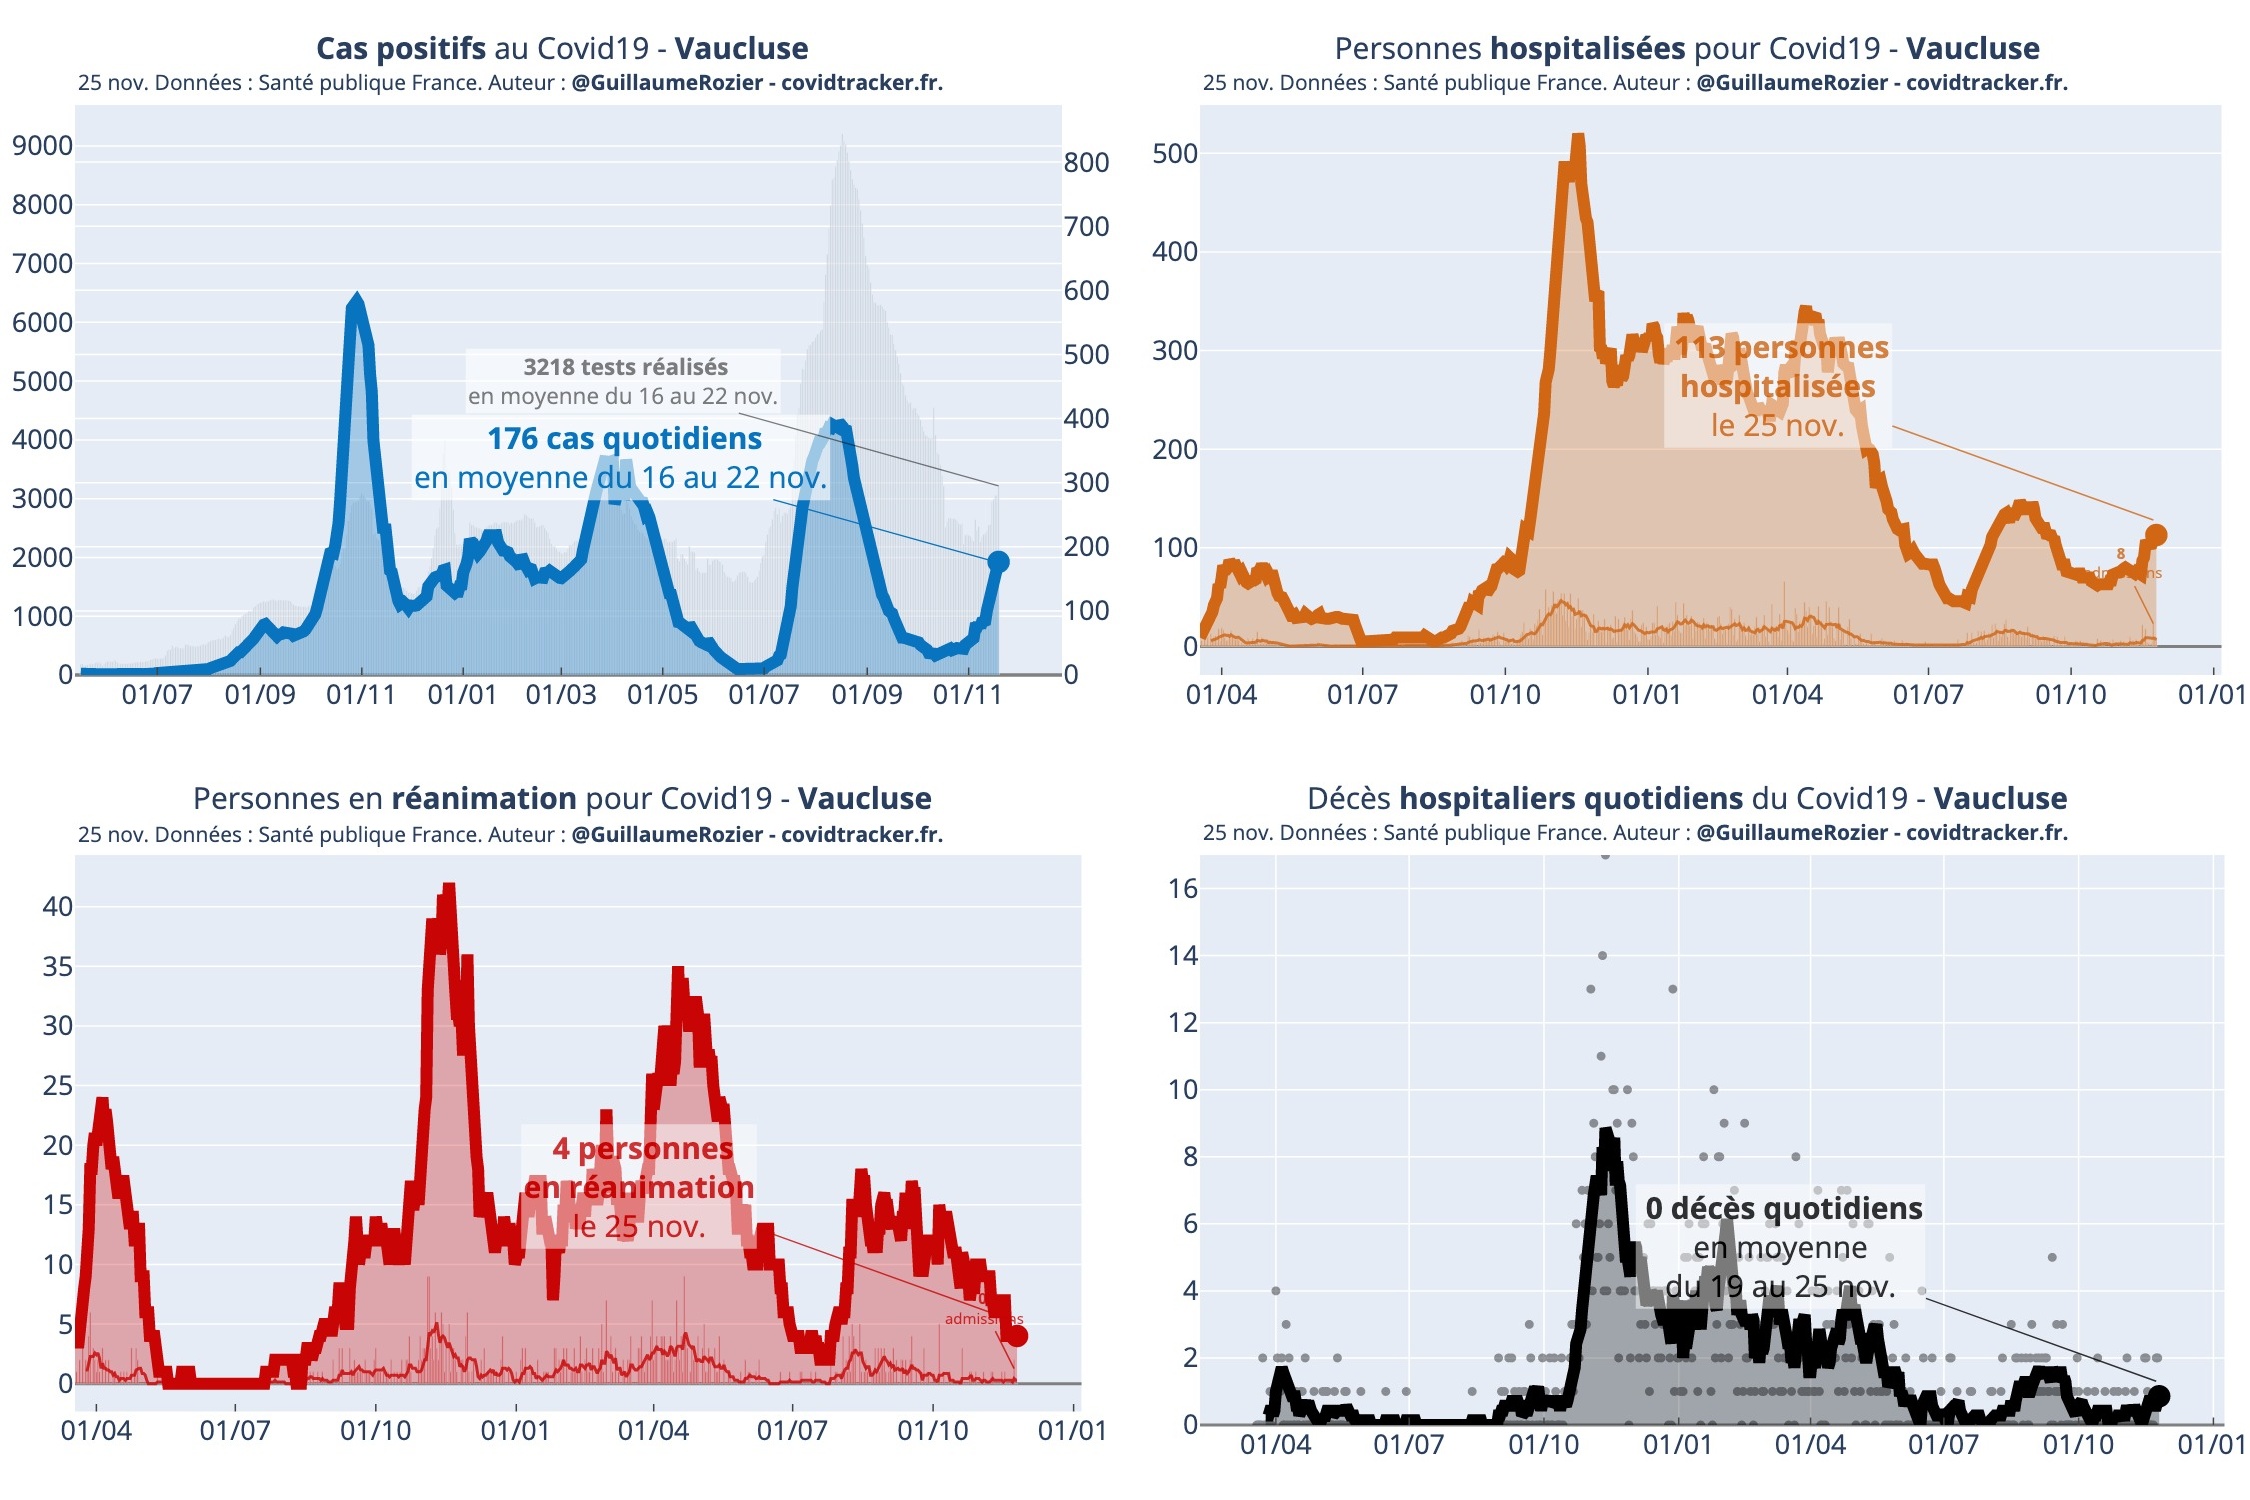 Cas positifs au Covid19 - Vaucluse
25 nov. Données : Santé publique France. Auteur : @GuillaumeRozier - covidtracker.fr.
9000
8000
7000
6000
5000
4000
3000
2000
1000
0
800
700
600
500
400
300
200
100
0
3218 tests réalisés
en moyenne du 16 au 22 nov.
176 cas quotidiens
en moyenne du 16 au 22 nov.
01/07 01/09 01/11 01/01 01/03 01/05 01/07 01/09 01/11
Personnes hospitalisées pour Covid19 - Vaucluse
25 nov. Données : Santé publique France. Auteur : @GuillaumeRozier - covidtracker.fr.
500
400
300
200
100
0
113 personnes
hospitalisées
le 25 nov.
8
admissions
01/04 01/07 01/10 01/01 01/04 01/07 01/10 01/01
Personnes en réanimation pour Covid19 - Vaucluse
25 nov. Données : Santé publique France. Auteur : @GuillaumeRozier - covidtracker.fr.
40
35
30
25
20
15
10
5
0
4 personnes
en réanimation
le 25 nov.
0
admissions
01/04 01/07 01/10 01/01 01/04 01/07 01/10 01/01
Décès hospitaliers quotidiens du Covid19 - Vaucluse
25 nov. Données : Santé publique France. Auteur : @GuillaumeRozier - covidtracker.fr.
16
14
12
10
8
6
4
2
0
0 décès quotidiens
en moyenne
du 19 au 25 nov.
01/04 01/07 01/10 01/01 01/04 01/07 01/10 01/01